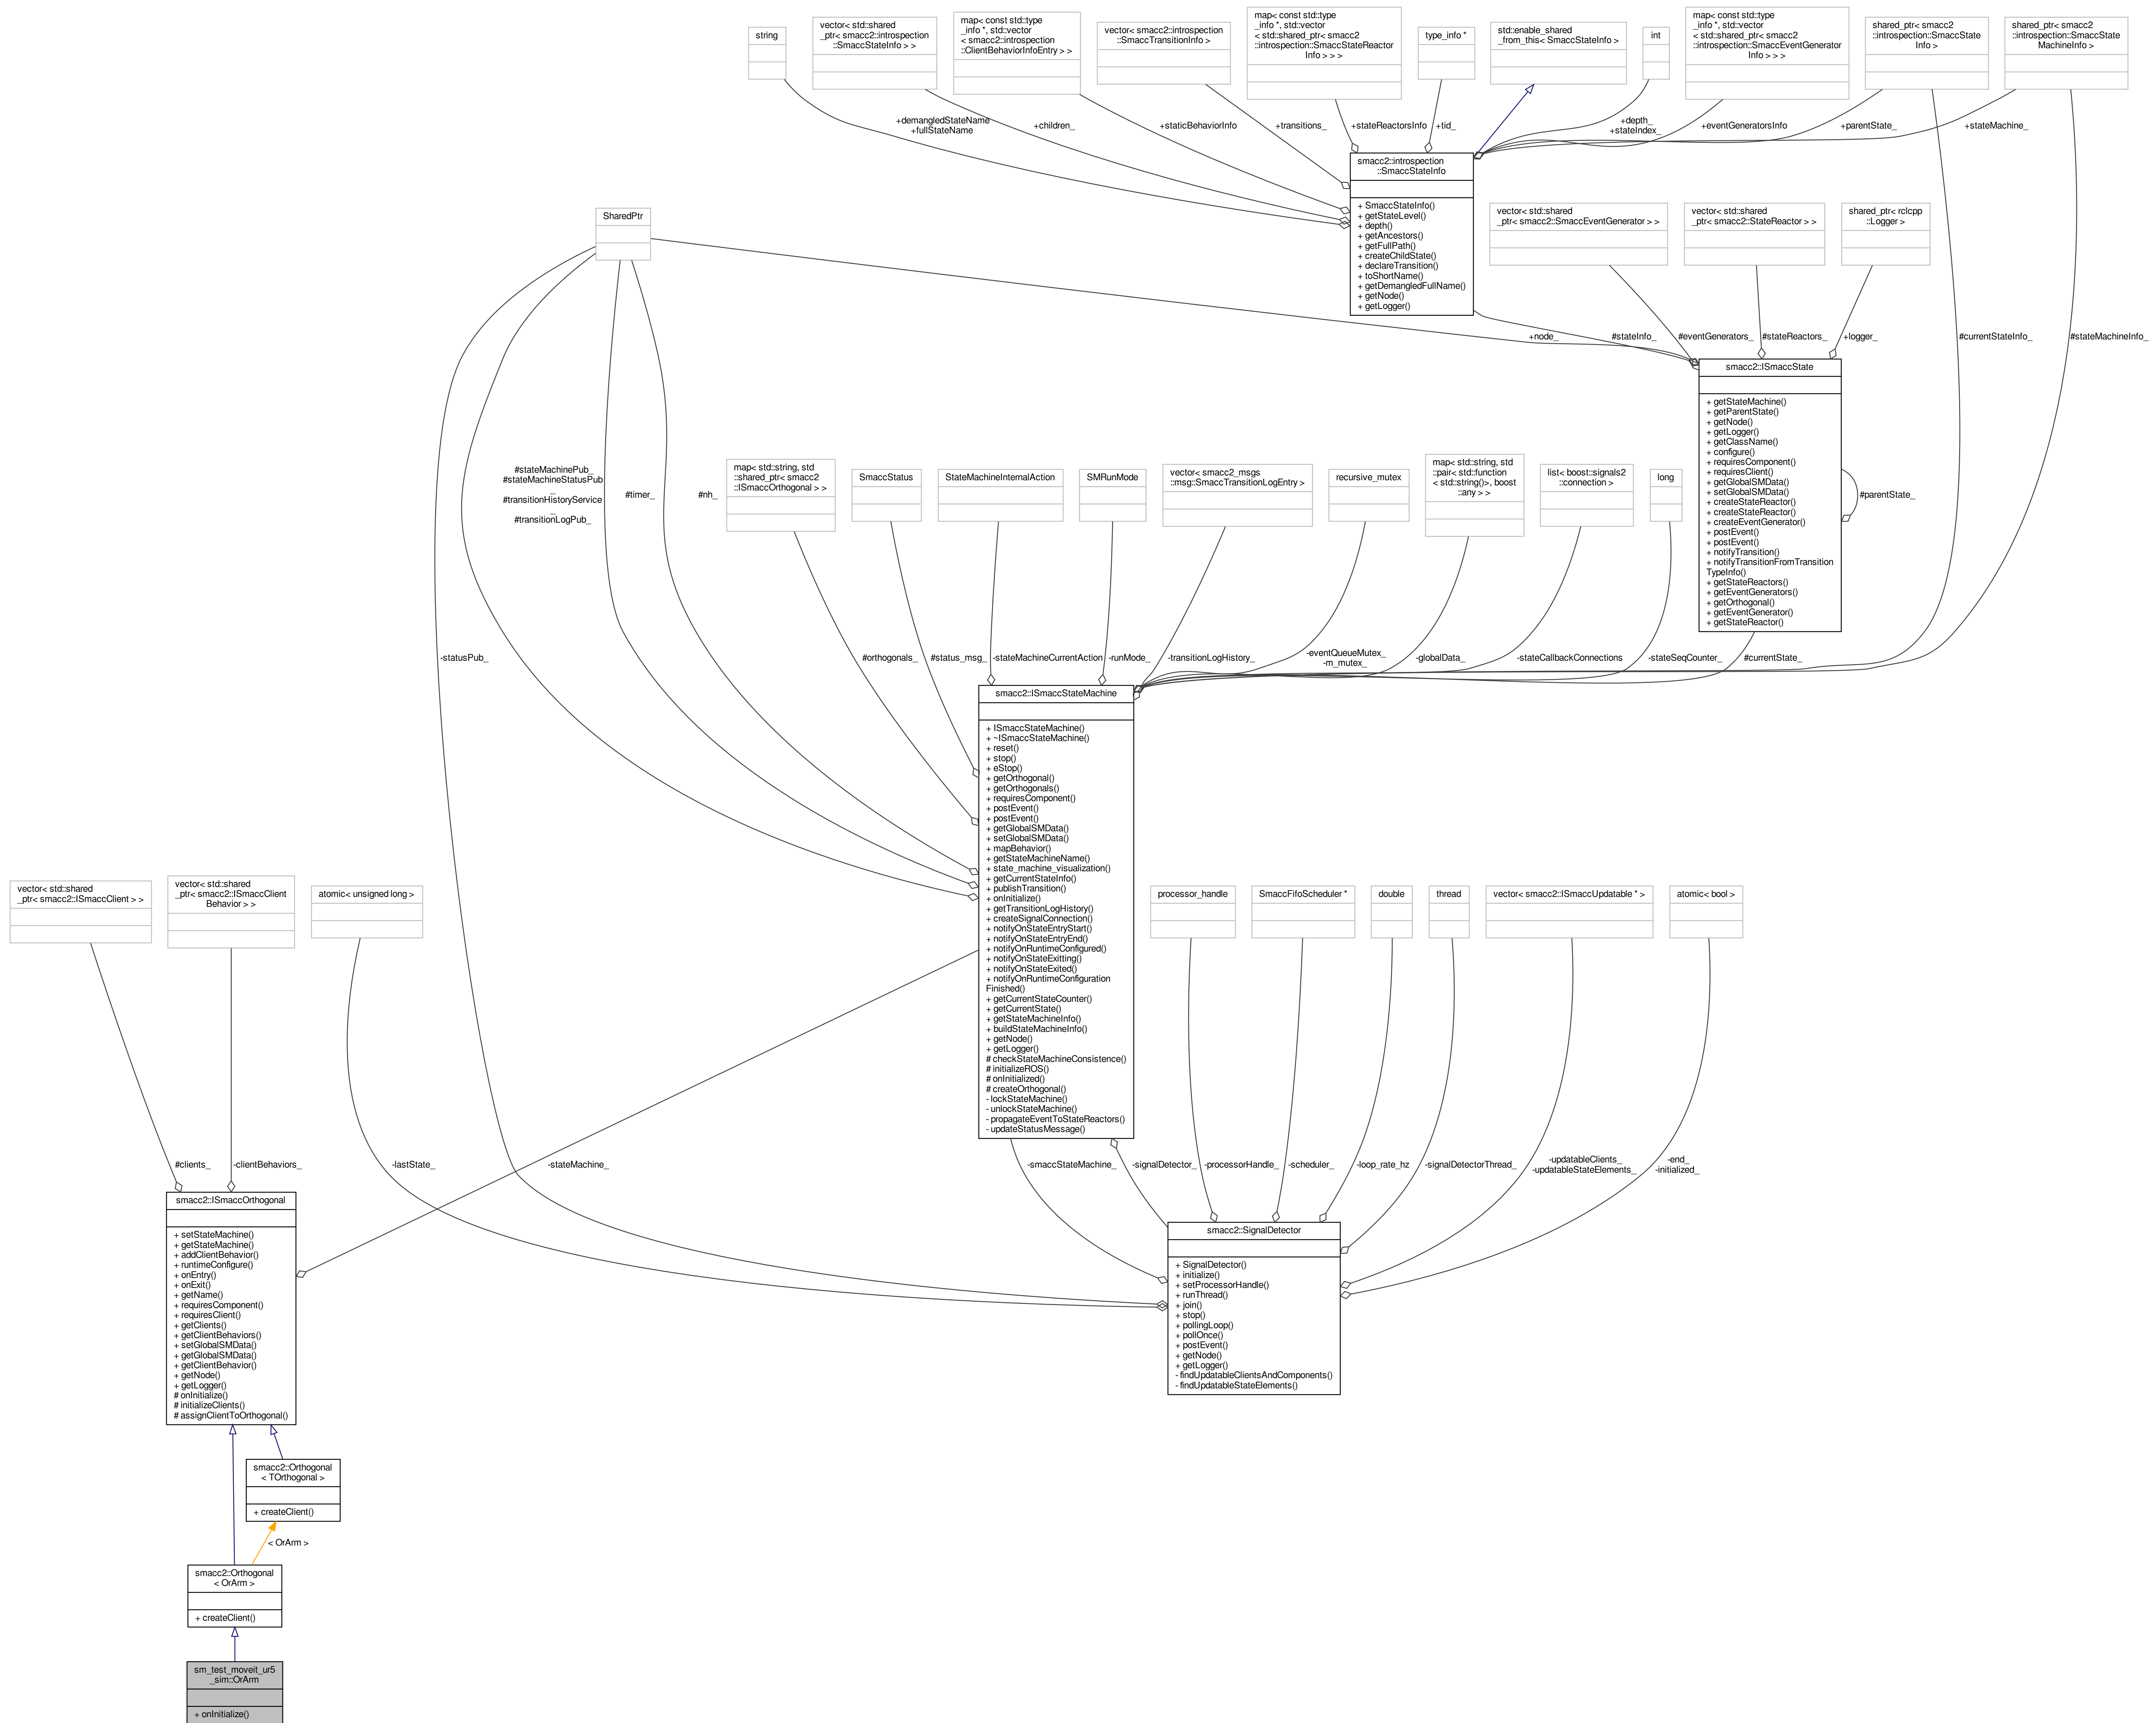 string
vector< std::shared
_ptr< smacc2::introspection
::SmaccStateInfo > >
map< const std::type
_info *, std::vector
< smacc2::introspection
::ClientBehaviorInfoEntry > >
vector< smacc2::introspection
::SmaccTransitionInfo >
map< const std::type
_info *, std::vector
< std::shared_ptr< smacc2
::introspection::SmaccStateReactor
Info > > >
type_info *
std::enable_shared
_from_this< SmaccStateInfo >
int
map< const std::type
_info *, std::vector
< std::shared_ptr< smacc2
::introspection::SmaccEventGenerator
Info > > >
shared_ptr< smacc2
::introspection::SmaccState
Info >
shared_ptr< smacc2
::introspection::SmaccState
MachineInfo >
+demangledStateName
+fullStateName
+children_
+staticBehaviorInfo
+transitions_
+stateReactorsInfo
+tid_
+depth_
+stateIndex_
+eventGeneratorsInfo
+parentState_
+stateMachine_
smacc2::introspection
::SmaccStateInfo
+ SmaccStateInfo()
+ getStateLevel()
+ depth()
+ getAncestors()
+ getFullPath()
+ createChildState()
+ declareTransition()
+ toShortName()
+ getDemangledFullName()
+ getNode()
+ getLogger()
SharedPtr
vector< std::shared
_ptr< smacc2::SmaccEventGenerator > >
vector< std::shared
_ptr< smacc2::StateReactor > >
shared_ptr< rclcpp
::Logger >
+node_
#stateInfo_
#eventGenerators_
#stateReactors_
+logger_
#currentStateInfo_
#stateMachineInfo_
smacc2::ISmaccState
+ getStateMachine()
+ getParentState()
+ getNode()
+ getLogger()
+ getClassName()
+ configure()
+ requiresComponent()
+ requiresClient()
+ getGlobalSMData()
+ setGlobalSMData()
+ createStateReactor()
+ createStateReactor()
+ createEventGenerator()
+ postEvent()
+ postEvent()
+ notifyTransition()
+ notifyTransitionFromTransition
TypeInfo()
+ getStateReactors()
+ getEventGenerators()
+ getOrthogonal()
+ getEventGenerator()
+ getStateReactor()
#parentState_
#stateMachinePub_
#stateMachineStatusPub
_
#transitionHistoryService
_
#transitionLogPub_
#timer_
#nh_
map< std::string, std
::shared_ptr< smacc2
::ISmaccOrthogonal > >
SmaccStatus
StateMachineInternalAction
SMRunMode
vector< smacc2_msgs
::msg::SmaccTransitionLogEntry >
recursive_mutex
map< std::string, std
::pair< std::function
< std::string()>, boost
::any > >
list< boost::signals2
::connection >
long
-statusPub_
#orthogonals_
#status_msg_
-stateMachineCurrentAction
-runMode_
-transitionLogHistory_
-eventQueueMutex_
-m_mutex_
-globalData_
-stateCallbackConnections
-stateSeqCounter_
#currentState_
smacc2::ISmaccStateMachine
+ ISmaccStateMachine()
+ ~ISmaccStateMachine()
+ reset()
+ stop()
+ eStop()
+ getOrthogonal()
+ getOrthogonals()
+ requiresComponent()
+ postEvent()
+ postEvent()
+ getGlobalSMData()
+ setGlobalSMData()
+ mapBehavior()
+ getStateMachineName()
+ state_machine_visualization()
+ getCurrentStateInfo()
+ publishTransition()
+ onInitialize()
+ getTransitionLogHistory()
+ createSignalConnection()
+ notifyOnStateEntryStart()
+ notifyOnStateEntryEnd()
+ notifyOnRuntimeConfigured()
+ notifyOnStateExitting()
+ notifyOnStateExited()
+ notifyOnRuntimeConfiguration
Finished()
+ getCurrentStateCounter()
+ getCurrentState()
+ getStateMachineInfo()
+ buildStateMachineInfo()
+ getNode()
+ getLogger()
# checkStateMachineConsistence()
# initializeROS()
# onInitialized()
# createOrthogonal()
- lockStateMachine()
- unlockStateMachine()
- propagateEventToStateReactors()
- updateStatusMessage()
vector< std::shared
_ptr< smacc2::ISmaccClient > >
vector< std::shared
_ptr< smacc2::ISmaccClient
Behavior > >
atomic< unsigned long >
processor_handle
SmaccFifoScheduler *
double
thread
vector< smacc2::ISmaccUpdatable * >
atomic< bool >
#clients_
-clientBehaviors_
-lastState_
-stateMachine_
-smaccStateMachine_
-signalDetector_
-processorHandle_
-scheduler_
-loop_rate_hz
-signalDetectorThread_
-updatableClients_
-updatableStateElements_
-end_
-initialized_
smacc2::ISmaccOrthogonal
+ setStateMachine()
+ getStateMachine()
+ addClientBehavior()
+ runtimeConfigure()
+ onEntry()
+ onExit()
+ getName()
+ requiresComponent()
+ requiresClient()
+ getClients()
+ getClientBehaviors()
+ setGlobalSMData()
+ getGlobalSMData()
+ getClientBehavior()
+ getNode()
+ getLogger()
# onInitialize()
# initializeClients()
# assignClientToOrthogonal()
smacc2::SignalDetector
+ SignalDetector()
+ initialize()
+ setProcessorHandle()
+ runThread()
+ join()
+ stop()
+ pollingLoop()
+ pollOnce()
+ postEvent()
+ getNode()
+ getLogger()
- findUpdatableClientsAndComponents()
- findUpdatableStateElements()
smacc2::Orthogonal
< TOrthogonal >
+ createClient()
< OrArm >
smacc2::Orthogonal
< OrArm >
+ createClient()
sm_test_moveit_ur5
_sim::OrArm
+ onInitialize()